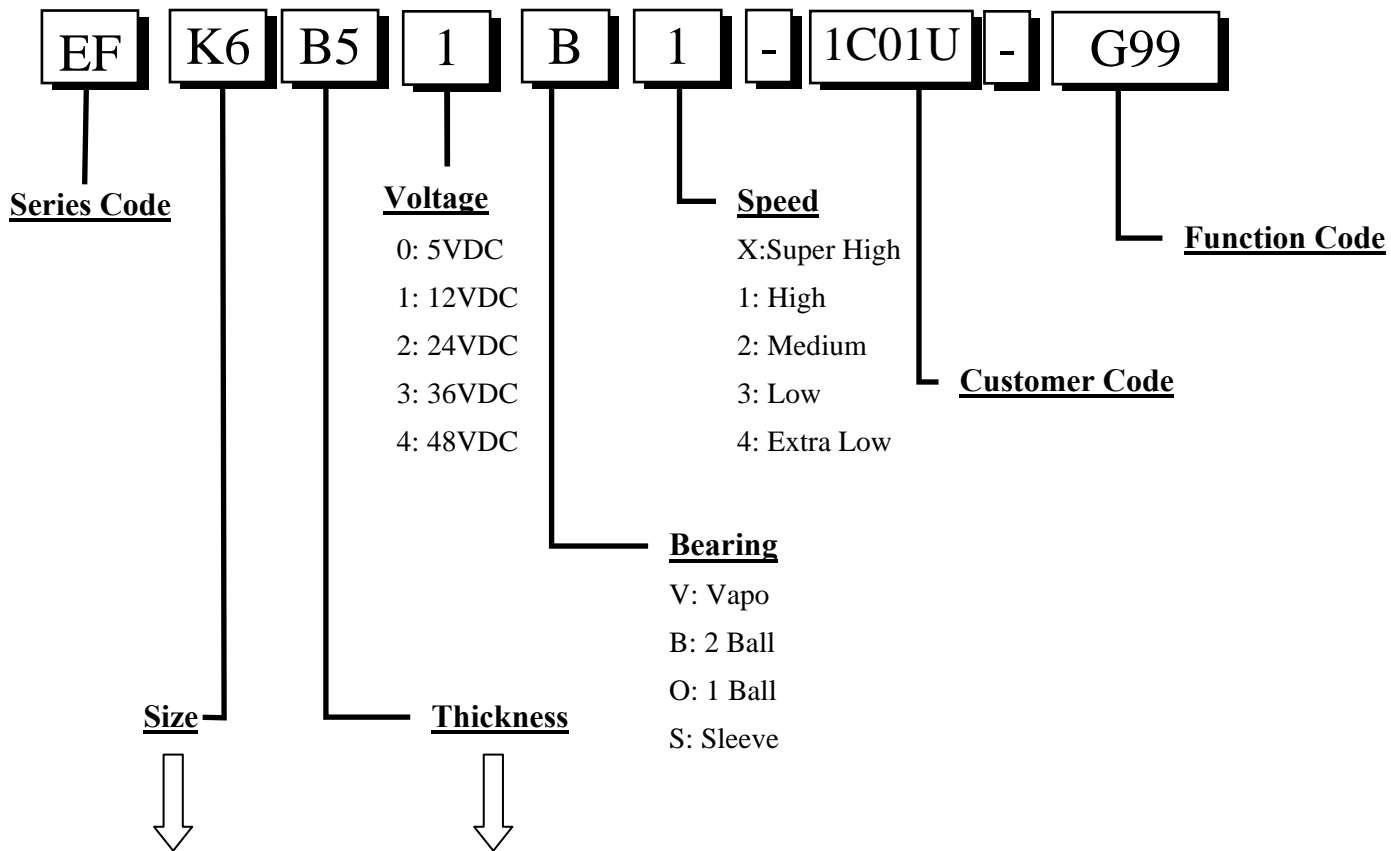 EF K6 B5 1 B 1 - 1C01U - G99
Series Code
Voltage
0: 5VDC
1: 12VDC
2: 24VDC
3: 36VDC
4: 48VDC
Speed
X:Super High
1: High
2: Medium
3: Low
4: Extra Low
Function Code
Customer Code
Bearing
V: Vapo
B: 2 Ball
O: 1 Ball
S: Sleeve
Size
Thickness